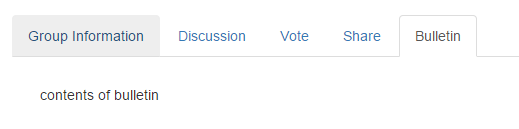 Group Information Discussion Vote Share Bulletin
contents of bulletin